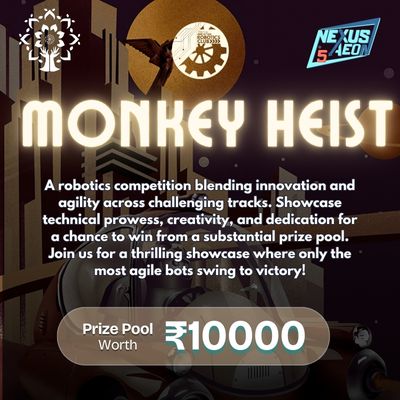 ROBOTICS
CLUB
NEXUS
5 AEON
MONKEY HEIST
A robotics competition blending innovation and
agility across challenging tracks. Showcase
technical prowess, creativity, and dedication for
a chance to win from a substantial prize pool.
Join us for a thrilling showcase where only the
most agile bots swing to victory!
Prize Pool
Worth
₹10000